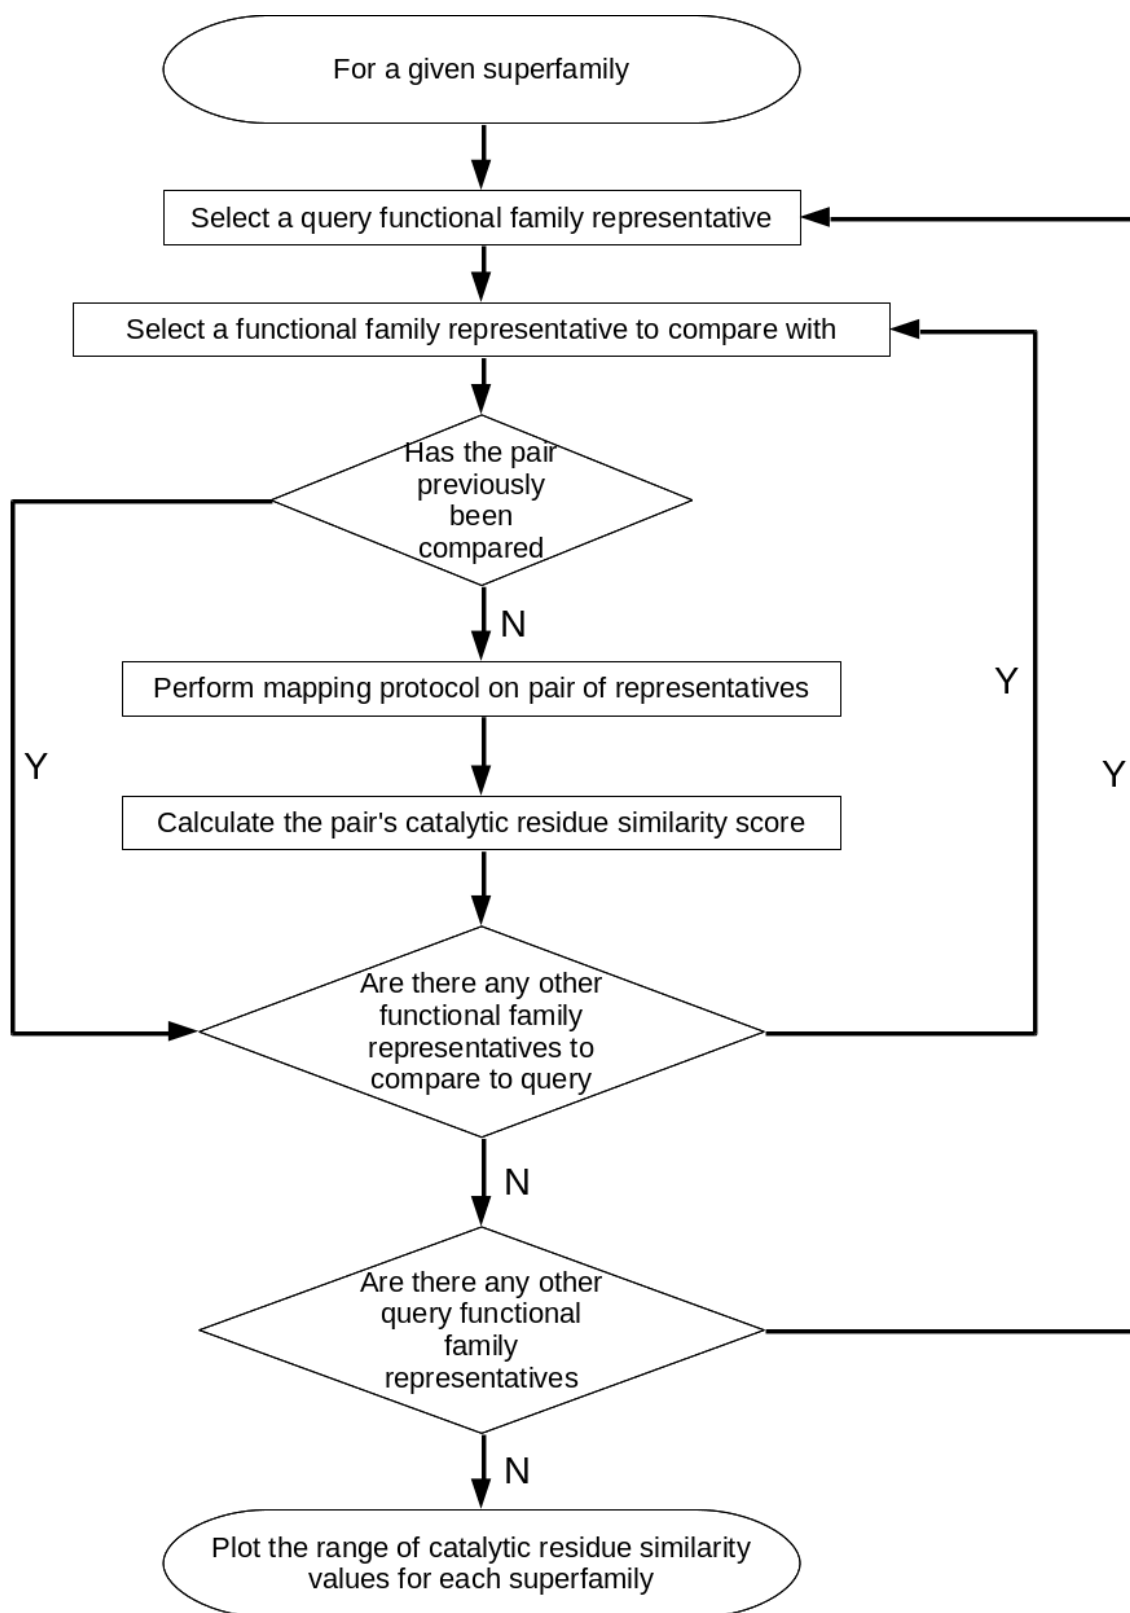 For a given superfamily
Select a query functional family representative
Select a functional family representative to compare with
Has the pair
previously
been
compared
N
Perform mapping protocol on pair of representatives
Y
Y
Y
Calculate the pair's catalytic residue similarity score
Are there any other
functional family
representatives to
compare to query
N
Are there any other
query functional
family
representatives
N
Plot the range of catalytic residue similarity
values for each superfamily